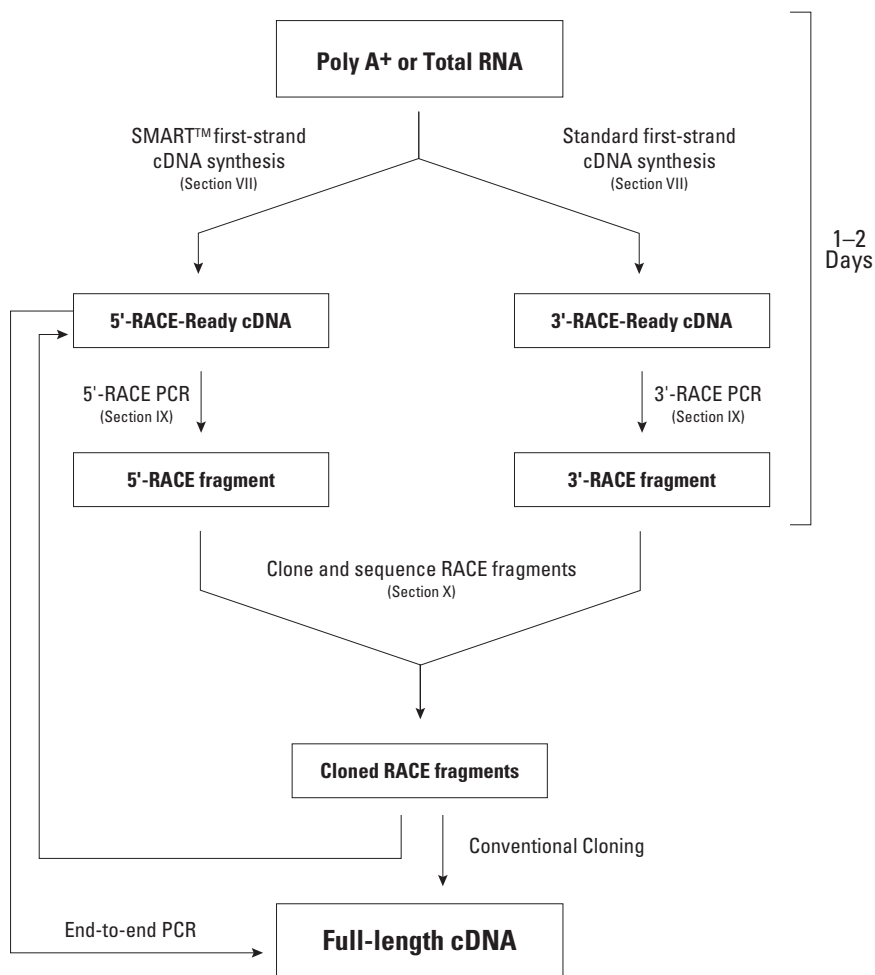 Poly A+ or Total RNA
SMART™ first-strand
cDNA synthesis
(Section VII)
Standard first-strand
cDNA synthesis
(Section VII)
1–2
Days
5'-RACE-Ready cDNA
3'-RACE-Ready cDNA
5'-RACE PCR
(Section IX)
3'-RACE PCR
(Section IX)
5'-RACE fragment
3'-RACE fragment
Clone and sequence RACE fragments
(Section X)
Cloned RACE fragments
Conventional Cloning
End-to-end PCR
Full-length cDNA